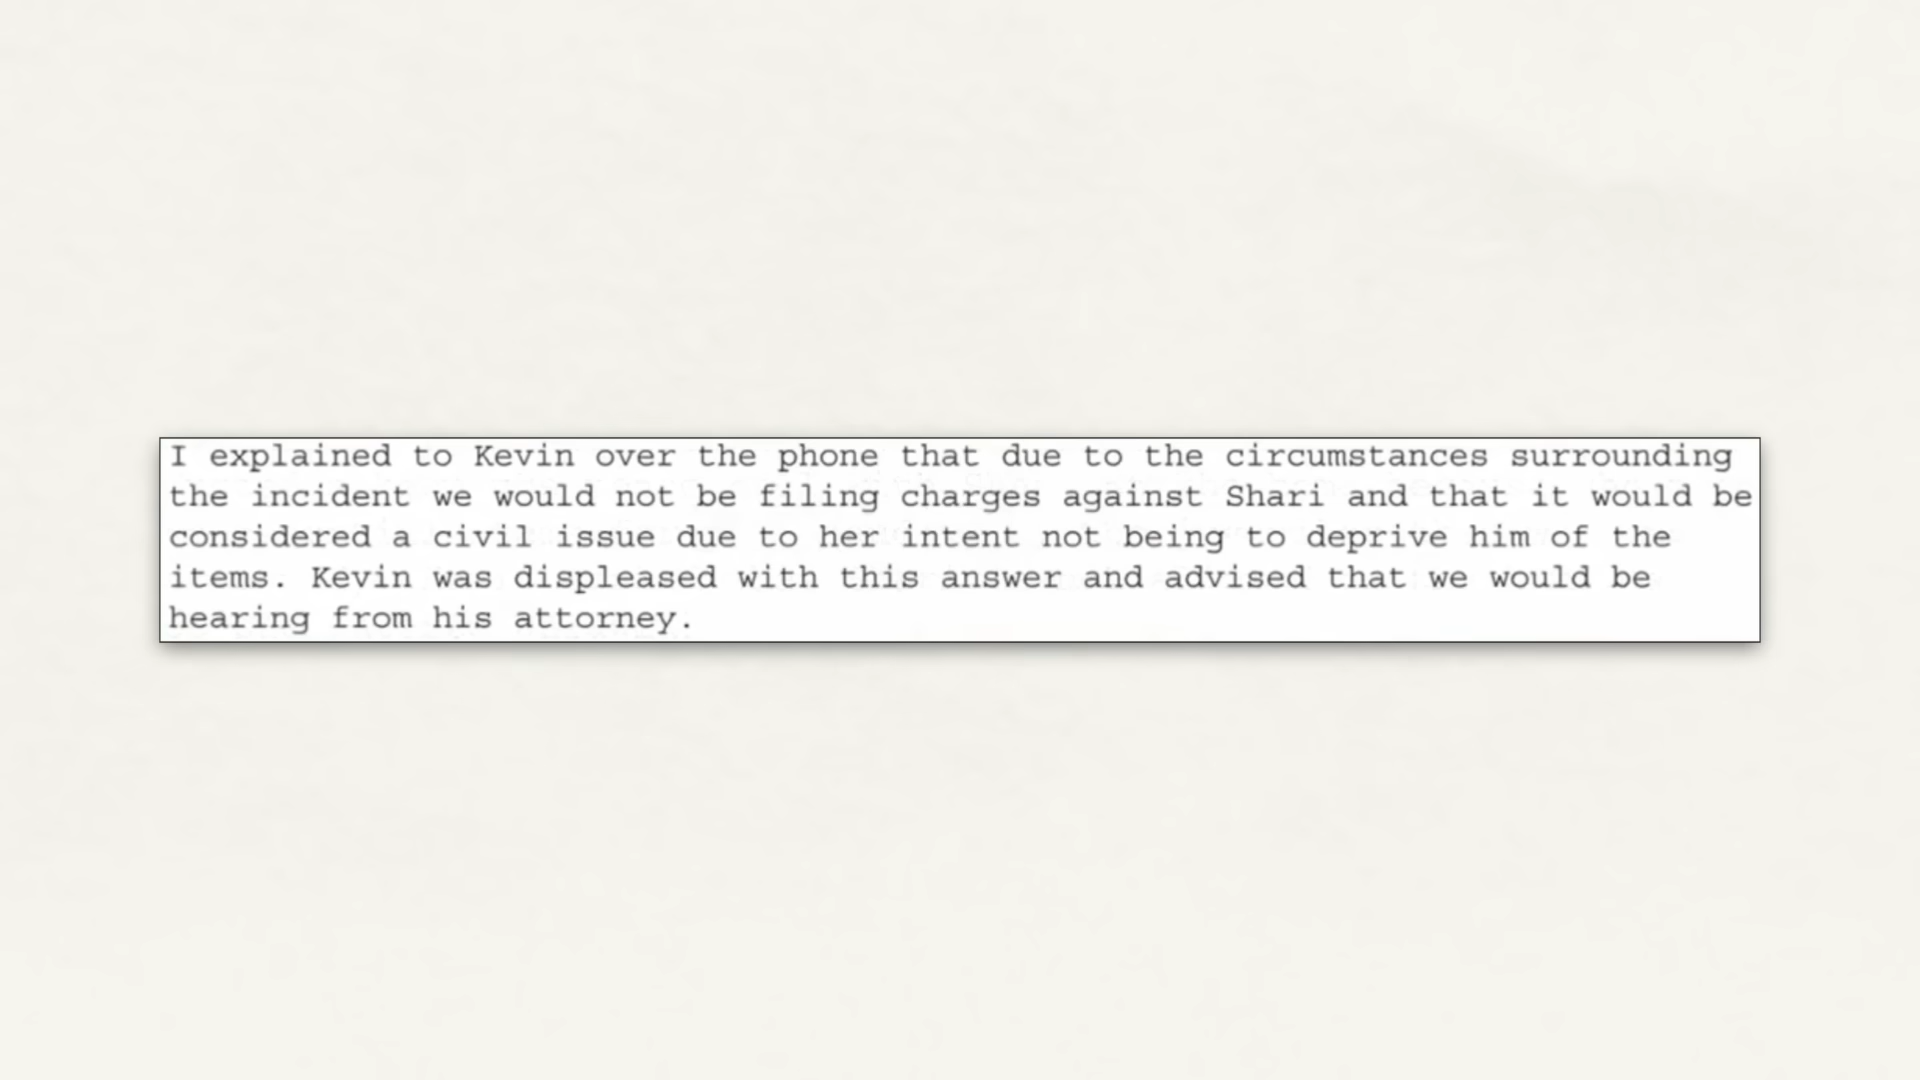 I explained to Kevin over the phone that due to the circumstances surrounding
the incident we would not be filing charges against Shari and that it would be
considered a civil issue due to her intent not being to deprive him of the
items. Kevin was displeased with this answer and advised that we would be
hearing from his attorney.